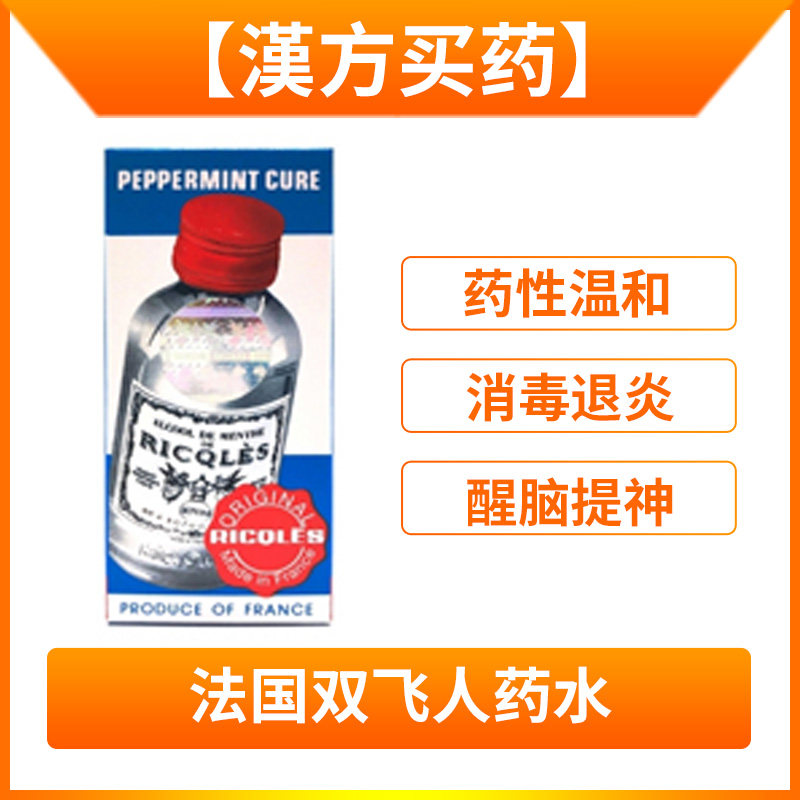 【漢方买药】
PEPPERMINT CURE
ALCOOL DE MENTHE
DE
RICQLÈS
ORIGINAL
RICQLÈS
Made in France
PRODUCE OF FRANCE
药性温和
消毒退炎
醒脑提神
法国双飞人药水